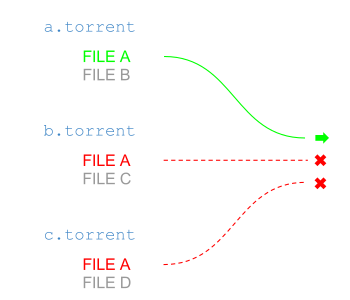 a.torrent
FILE A
FILE B
b.torrent
FILE A
FILE C
c.torrent
FILE A
FILE D